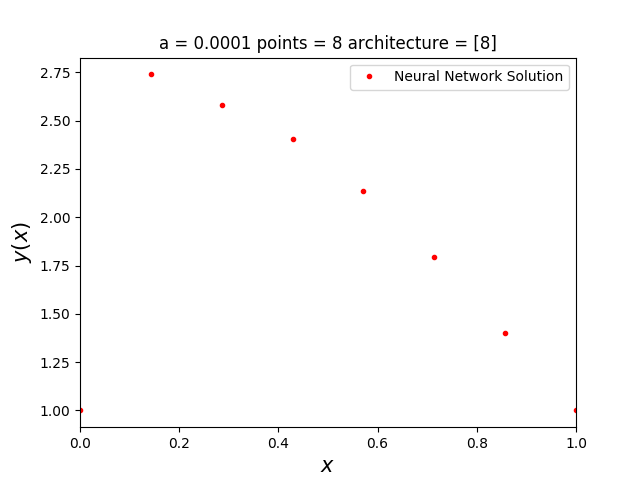 a = 0.0001 points = 8 architecture = [8]
Neural Network Solution
2.75
2.50
2.25
2.00
1.75
1.50
1.25
1.00
y(x)
0.0 0.2 0.4 0.6 0.8 1.0
x